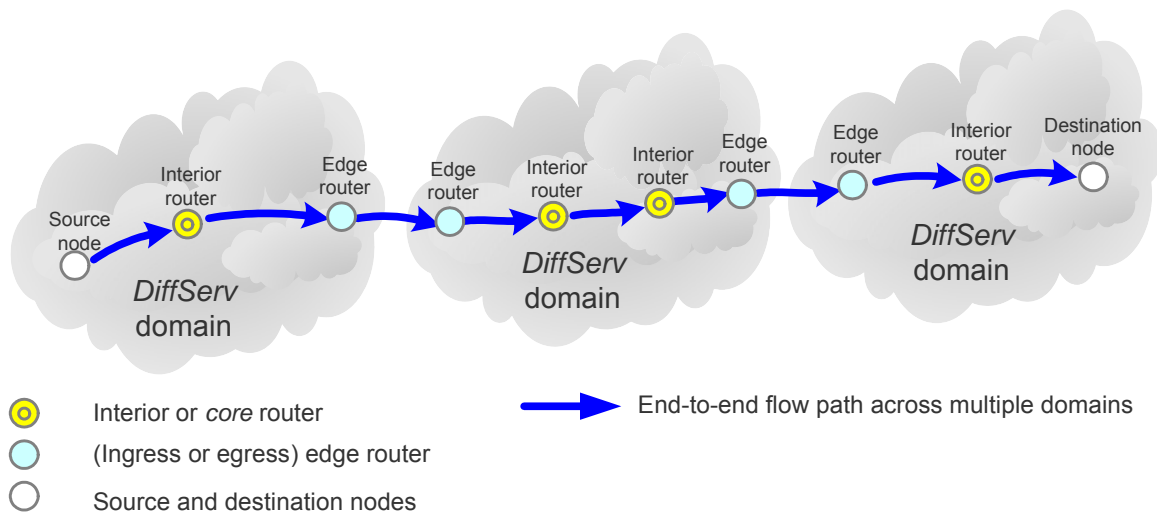 Source
node
Interior
router
Edge
router
DiffServ
domain
Edge
router
Interior
router
Interior
router
Edge
router
DiffServ
domain
Edge
router
Interior
router
Destination
node
DiffServ
domain
Interior or core router
(Ingress or egress) edge router
Source and destination nodes
End-to-end flow path across multiple domains